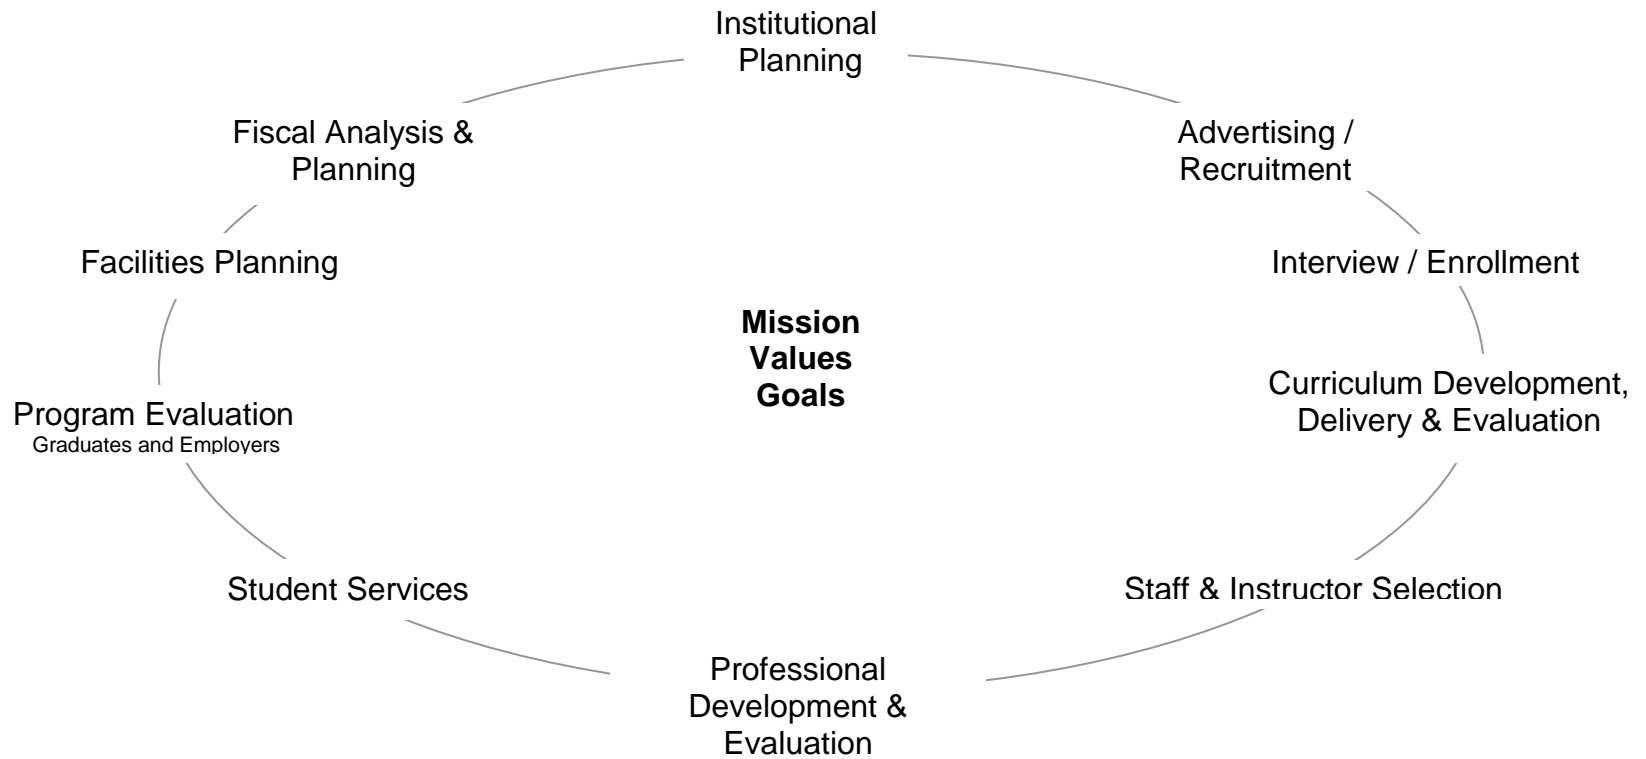 Institutional
Planning
Fiscal Analysis &
Planning
Advertising /
Recruitment
Facilities Planning
Interview / Enrollment
Mission
Values
Goals
Curriculum Development,
Delivery & Evaluation
Program Evaluation
Graduates and Employers
Student Services
Staff & Instructor Selection
Professional
Development &
Evaluation